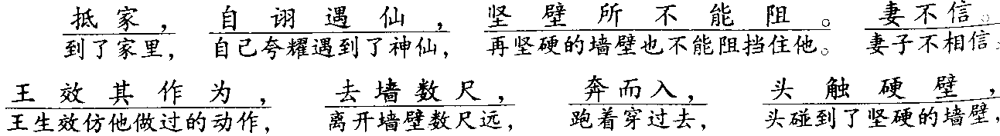 抵家，自诩遇仙，坚壁所不能阻。妻不信。
到了家里，自己夸耀遇到了神仙，再坚硬的墙壁也不能阻挡住他。妻子不相信。
王效其作为，去墙数尺，奔而入，头触硬壁，
王生效仿他做过的动作，离开墙壁数尺远，跑着穿过去，头碰到了坚硬的墙壁，